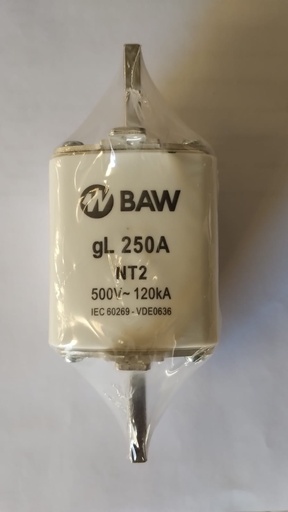 BAW
gL 250A
NT2
500V~ 120kA
IEC 60269 - VDE0636